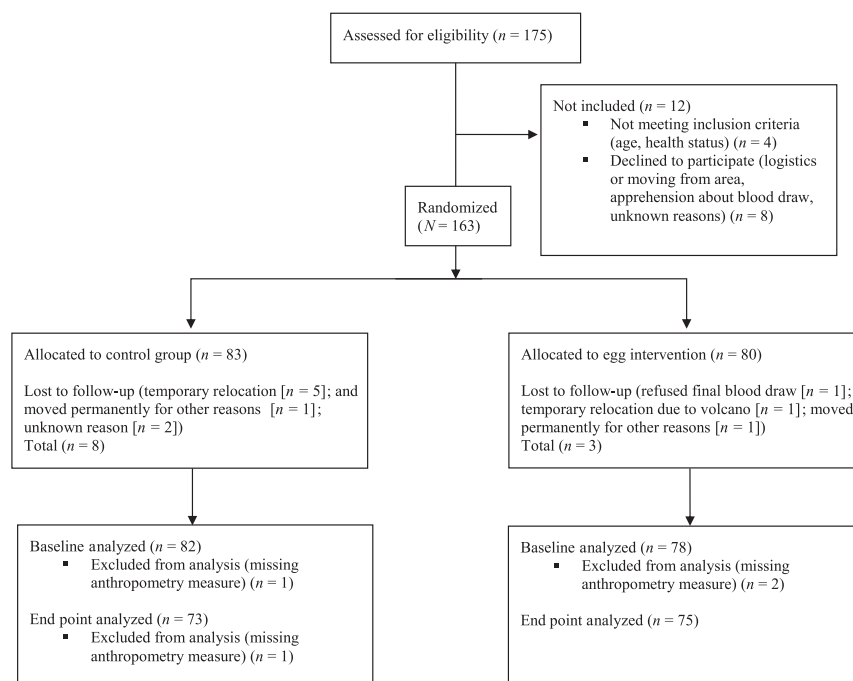 Assessed for eligibility (n = 175)
Not included (n = 12)
▪ Not meeting inclusion criteria
(age, health status) (n = 4)
▪ Declined to participate (logistics
or moving from area,
apprehension about blood draw,
unknown reasons) (n = 8)
Randomized
(N = 163)
Allocated to control group (n = 83)
Lost to follow-up (temporary relocation [n = 5]; and
moved permanently for other reasons [n = 1];
unknown reason [n = 2])
Total (n = 8)
Allocated to egg intervention (n = 80)
Lost to follow-up (refused final blood draw [n = 1];
temporary relocation due to volcano [n = 1]; moved
permanently for other reasons [n = 1])
Total (n = 3)
Baseline analyzed (n = 82)
▪ Excluded from analysis (missing
anthropometry measure) (n = 1)
End point analyzed (n = 73)
▪ Excluded from analysis (missing
anthropometry measure) (n = 1)
Baseline analyzed (n = 78)
▪ Excluded from analysis (missing
anthropometry measure) (n = 2)
End point analyzed (n = 75)